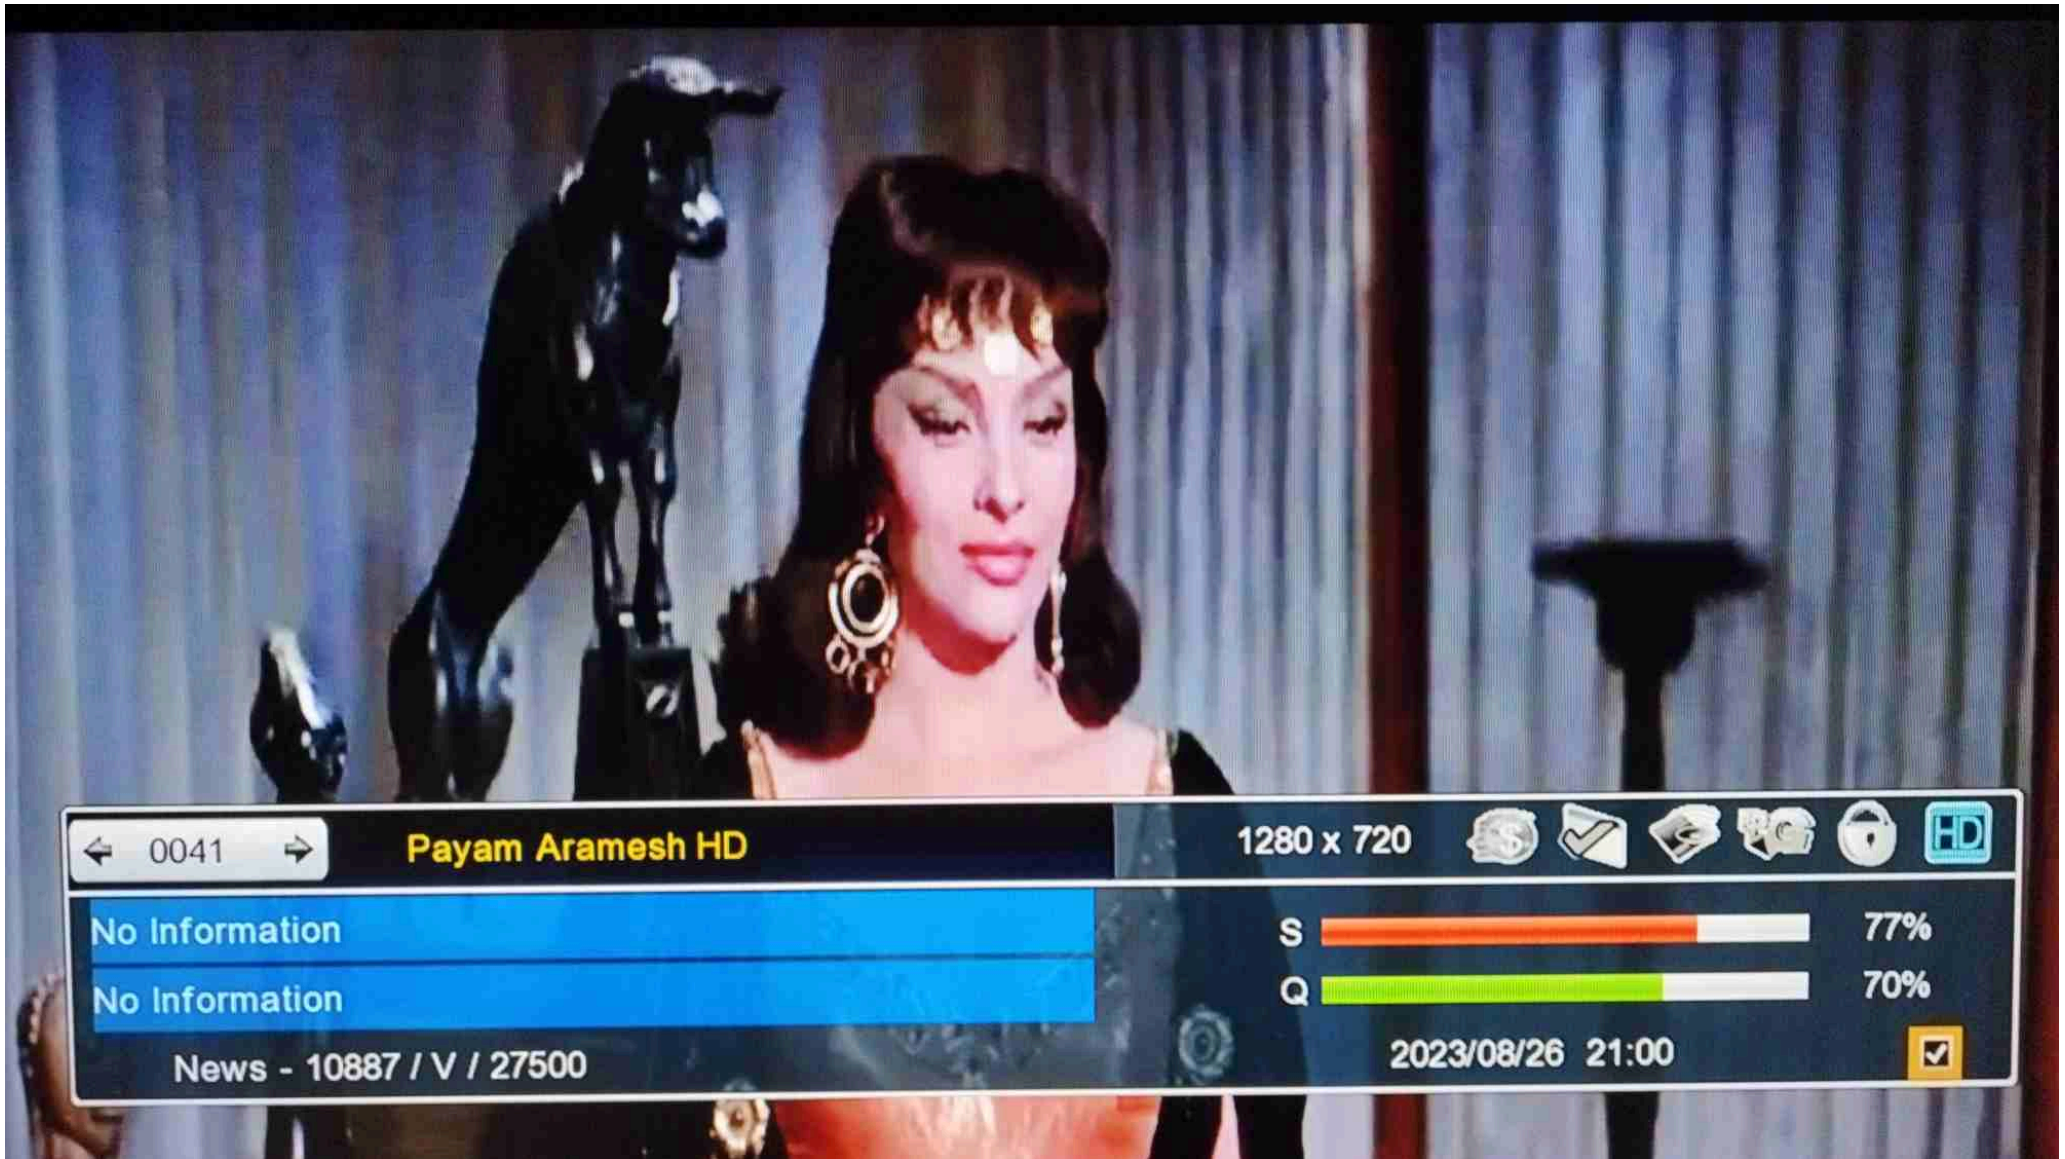 0041 Payam Aramesh HD 1280 x 720 $ HD
No Information S 77%
No Information Q 70%
News - 10887 / V / 27500 2023/08/26 21:00